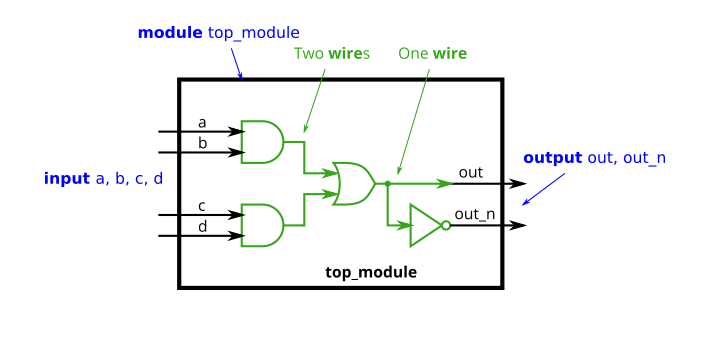 module top_module
Two wires
One wire
a
b
out
output out, out_n
input a, b, c, d
c
d
out_n
top_module